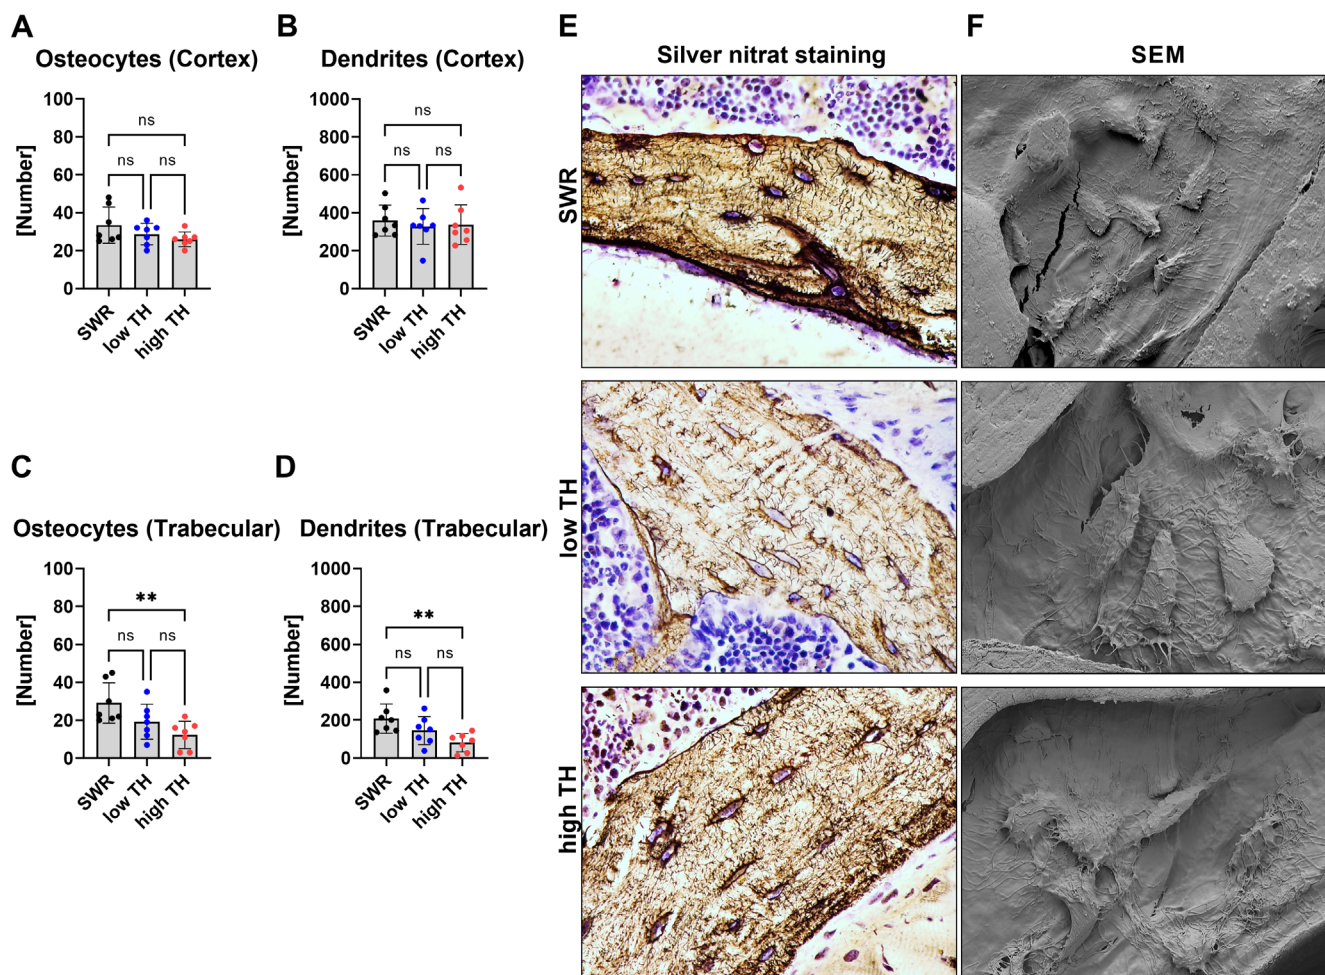 A
Osteocytes (Cortex)
[Number]
100
80
60
40
20
0
ns
ns
ns
SWR
low TH
high TH
B
Dendrites (Cortex)
1000
800
600
400
200
0
ns
ns
ns
SWR
low TH
high TH
C
Osteocytes (Trabecular)
[Number]
100
80
60
40
20
0
**
ns
ns
SWR
low TH
high TH
D
Dendrites (Trabecular)
[Number]
1000
800
600
400
200
0
**
ns
ns
SWR
low TH
high TH
E
Silver nitrat staining
SWR
low TH
high TH
F
SEM